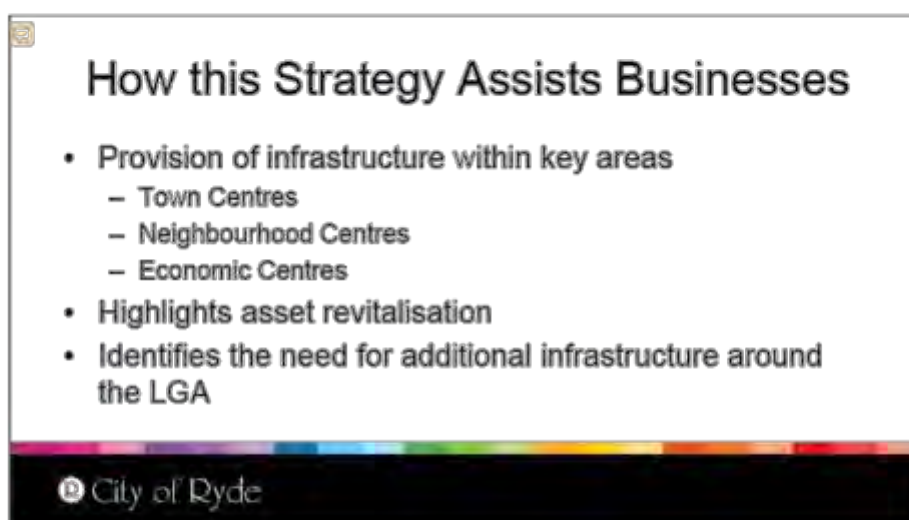 How this Strategy Assists Businesses
• Provision of infrastructure within key areas
– Town Centres
– Neighbourhood Centres
– Economic Centres
• Highlights asset revitalisation
• Identifies the need for additional infrastructure around
the LGA
City of Ryde